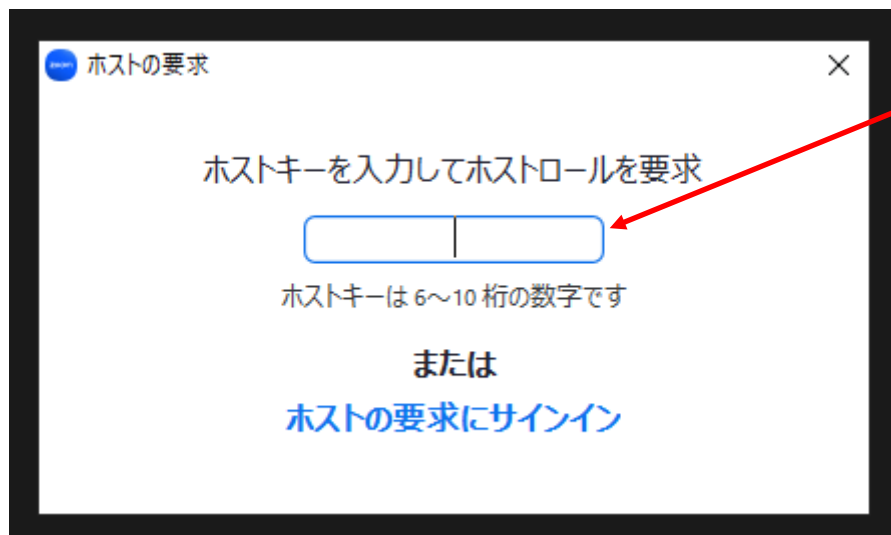 ホストの要求
ホストキーを入力してホストロールを要求
ホストキーは 6～10 桁の数字です
または
ホストの要求にサインイン